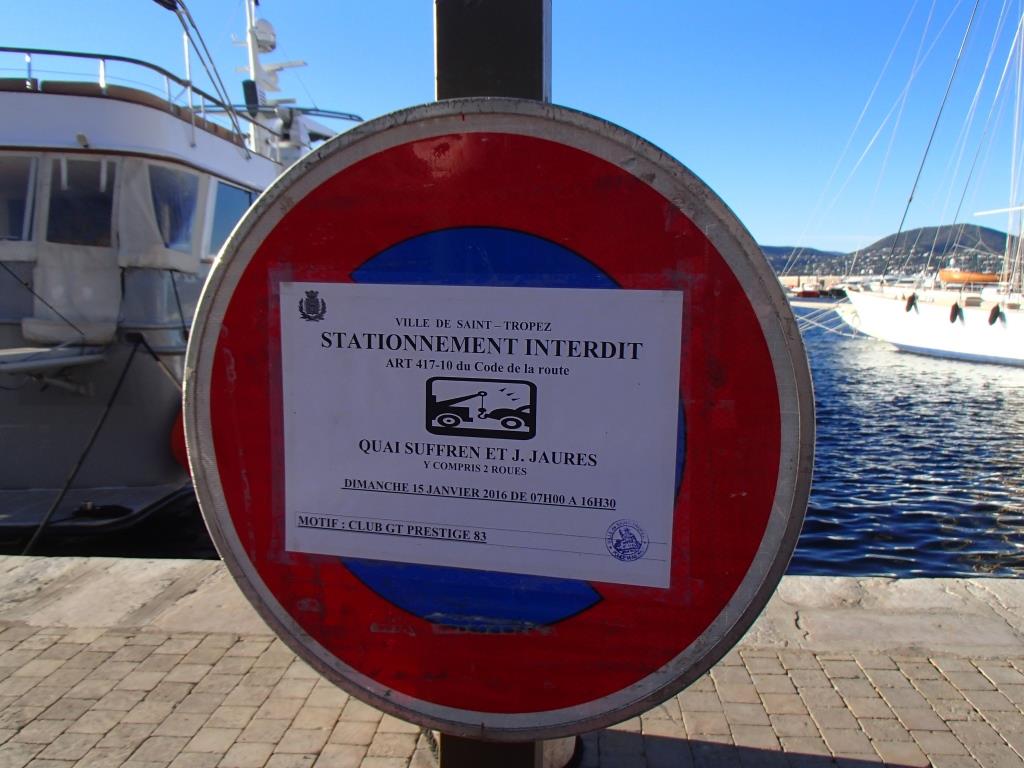 VILLE DE SAINT – TROPEZ
STATIONNEMENT INTERDIT
ART 417-10 du Code de la route
QUAI SUFFREN ET J. JAURES
Y COMPRIS 2 ROUES
DIMANCHE 15 JANVIER 2016 DE 07H00 A 16H30
MOTIF : CLUB GT PRESTIGE 83